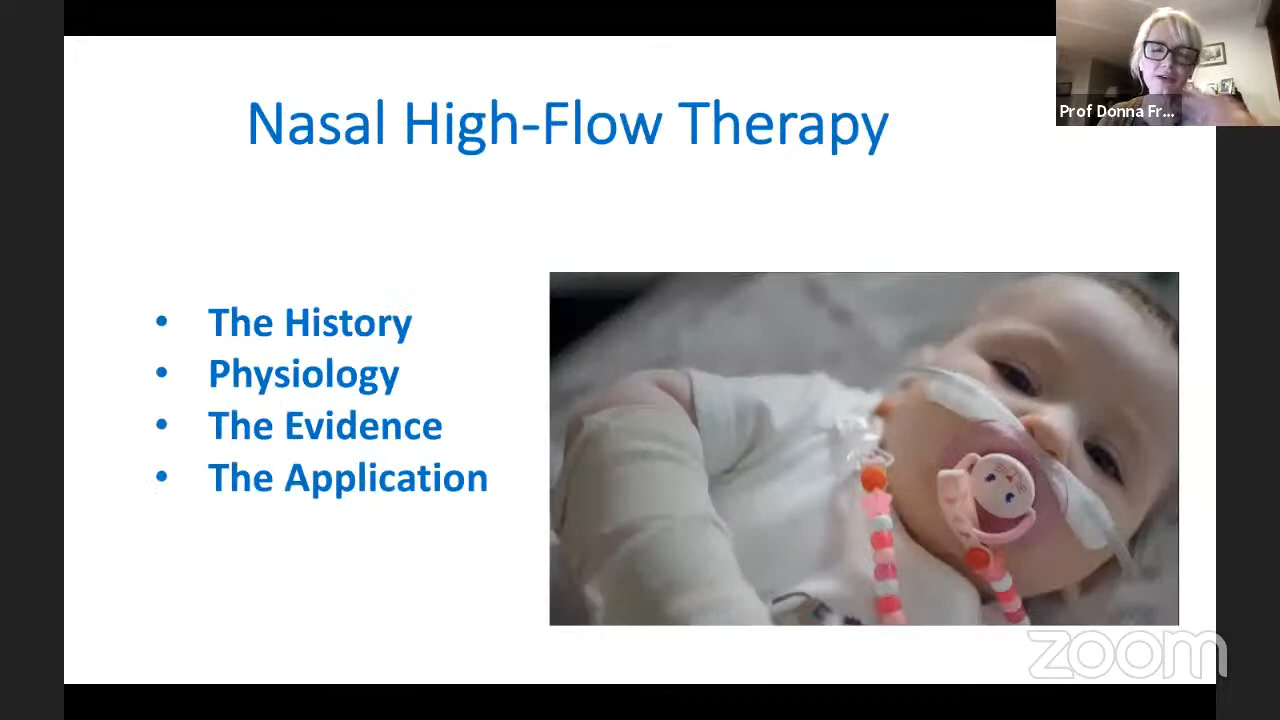 Nasal High-Flow Therapy
Prof Donna Fr...
• The History
• Physiology
• The Evidence
• The Application
zoom